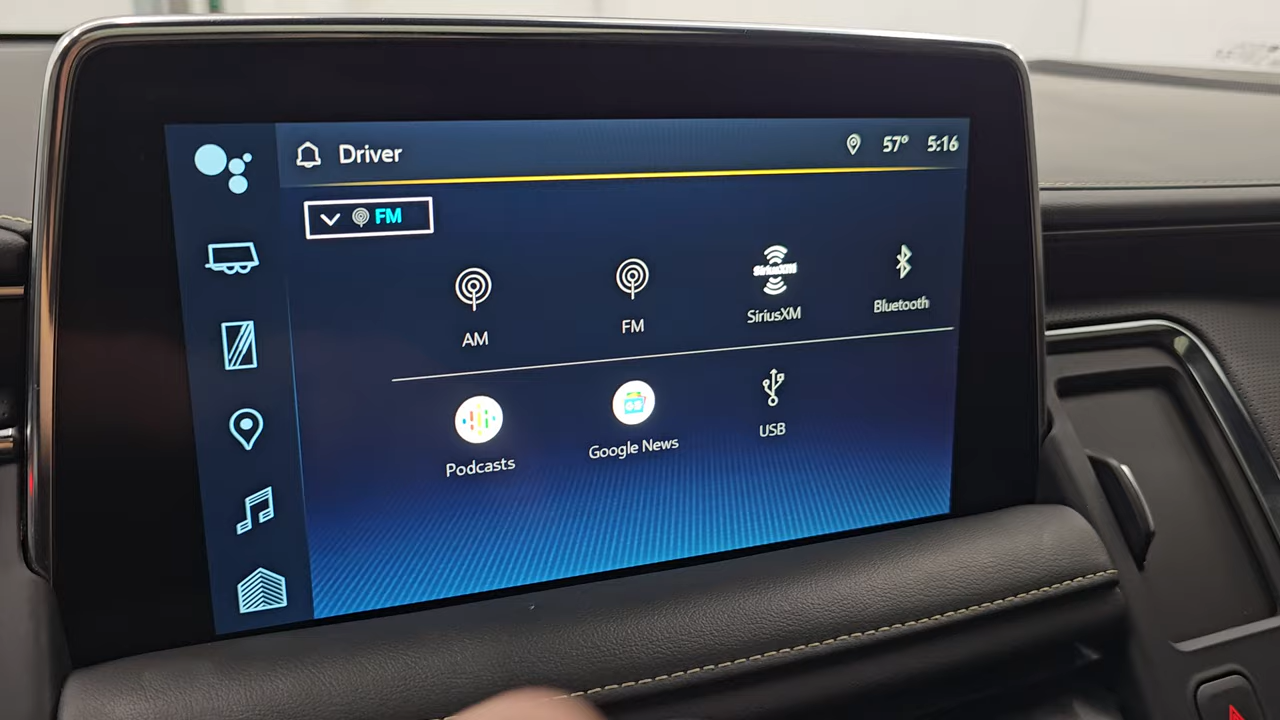 Driver
57° 5:16
FM
AM
FM
SiriusXM
SiriusXM
Bluetooth
Podcasts
Google News
USB